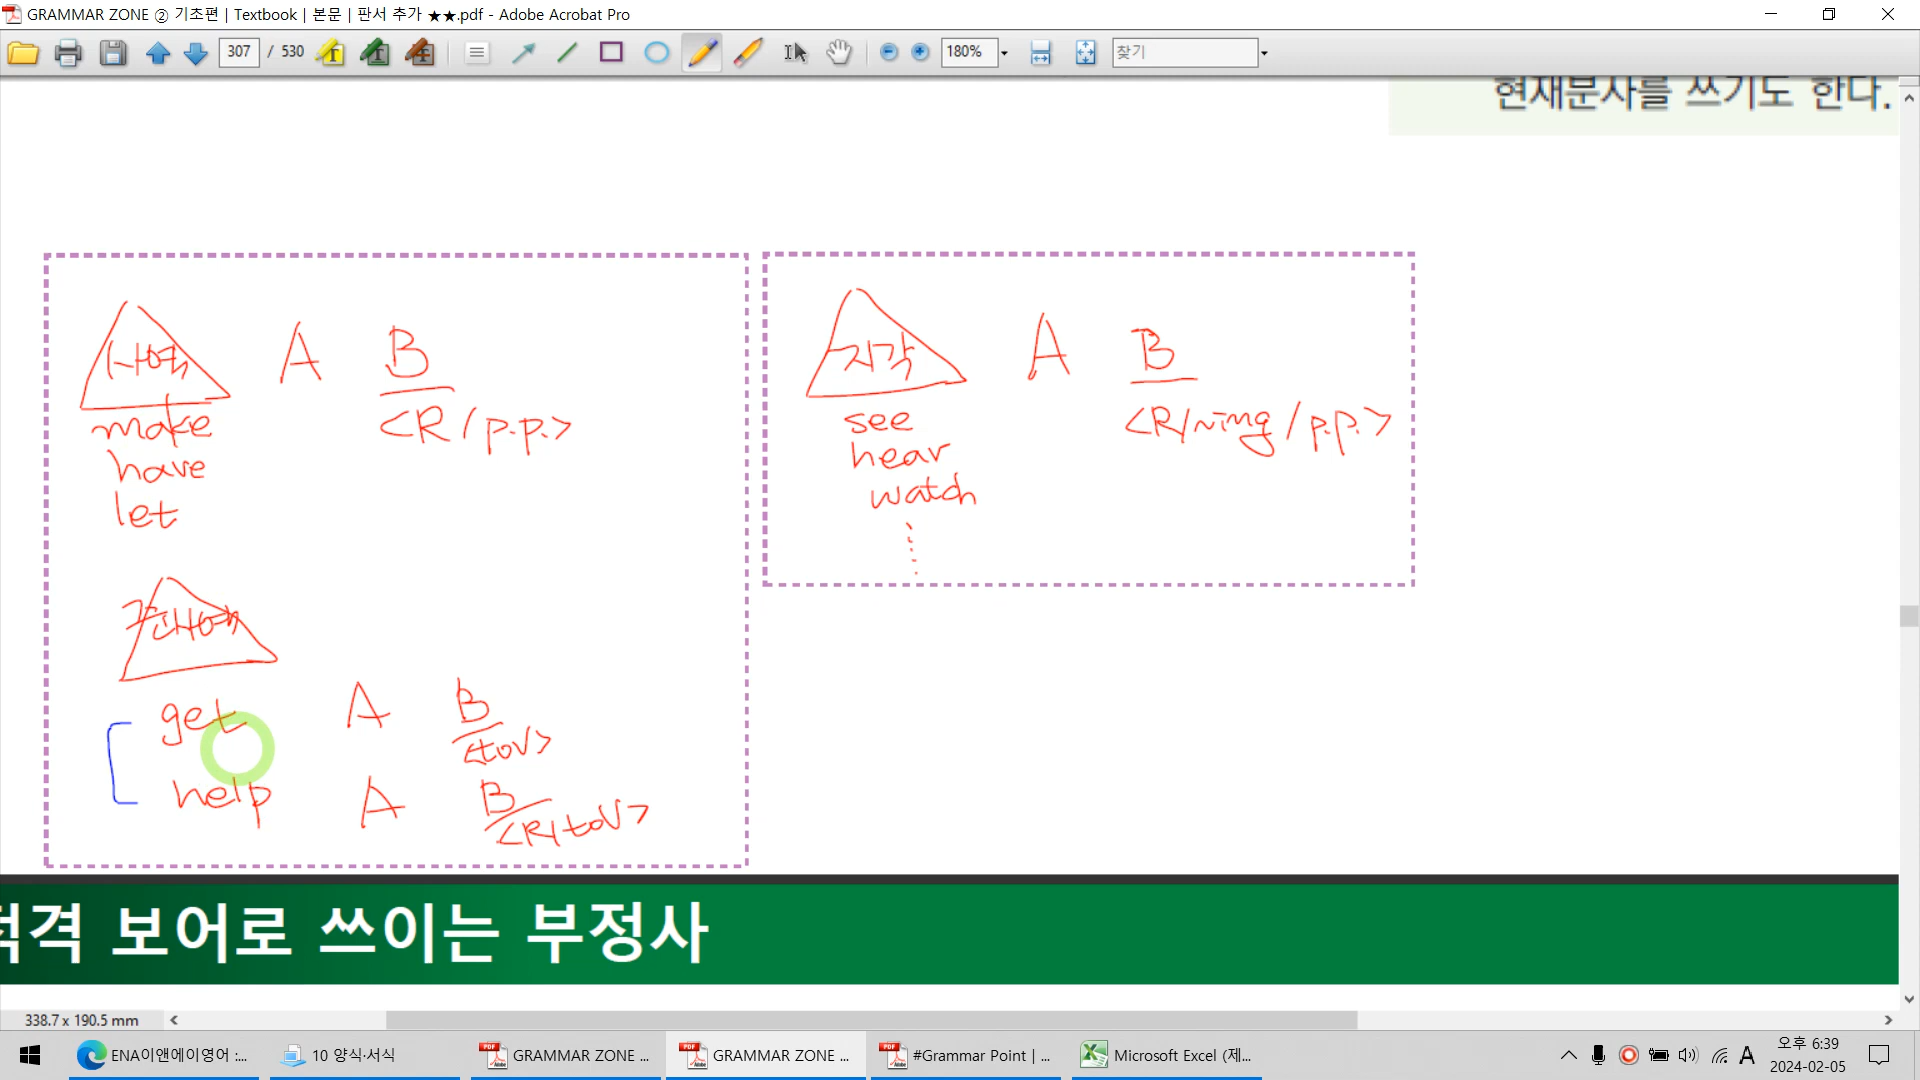 GRAMMAR ZONE ② 기초편 | Textbook | 본문 | 판서 추가 ★★.pdf - Adobe Acrobat Pro
307 / 530 180% 찾기
현재분사를 쓰기도 한다.
사역 A B
make <R / p.p.>
have
let
지각 A B
see <R/~ing / p.p.>
hear
watch
준사역
get A B
<to V>
help A B
<R/to V>
적격 보어로 쓰이는 부정사
338.7 x 190.5 mm
ENA이앤에이영어 :...
10 양식·서식
GRAMMAR ZONE ...
GRAMMAR ZONE ...
#Grammar Point | ...
Microsoft Excel (제...
A
오후 6:39
2024-02-05